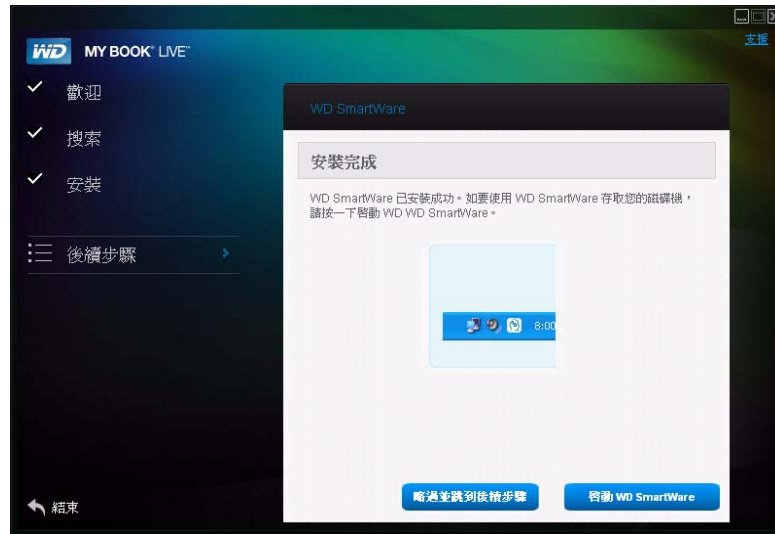 支援
WD MY BOOK® LIVE™
歡迎
搜索
安裝
後續步驟
結束
WD SmartWare
安裝完成
WD SmartWare 已安裝成功。如要使用 WD SmartWare 存取您的磁碟機，
請按一下啓動 WD WD SmartWare。
8:00
略過並跳到後續步驟
啓動 WD SmartWare